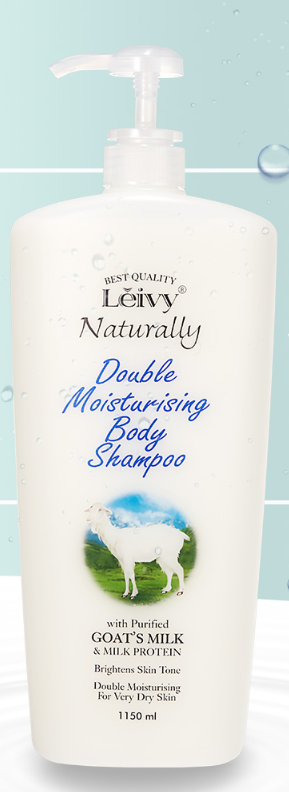 BEST QUALITY
Lĕivy®
Naturally
Double
Moisturising
Body
Shampoo
with Purified
GOAT'S MILK
& MILK PROTEIN
Brightens Skin Tone
Double Moisturising
For Very Dry Skin
1150 ml